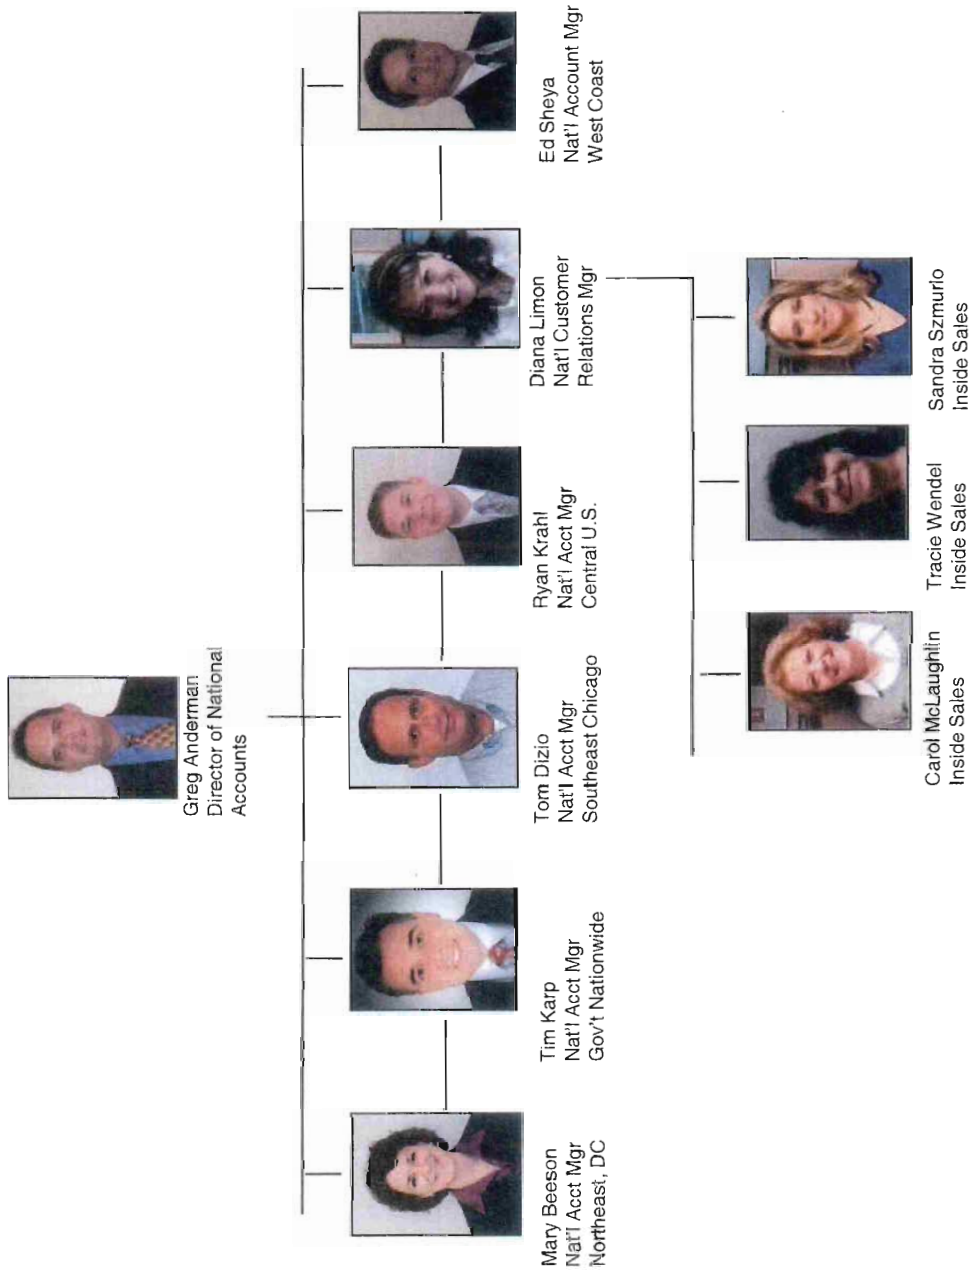 Greg Anderman
Director of National
Accounts
Mary Beeson
Nat'l Acct Mgr
Northeast, DC
Tim Karp
Nat'l Acct Mgr
Gov't Nationwide
Tom Dizio
Nat'l Acct Mgr
Southeast Chicago
Ryan Krahl
Nat'l Acct Mgr
Central U.S.
Diana Limon
Nat'l Customer
Relations Mgr
Ed Sheya
Nat'l Account Mgr
West Coast
Carol McLaughlin
Inside Sales
Tracie Wendel
Inside Sales
Sandra Szmurlo
Inside Sales